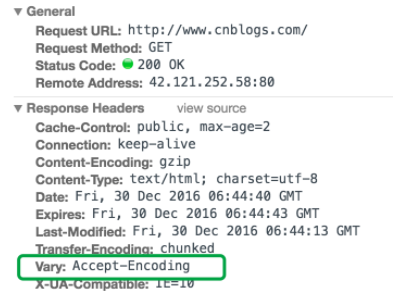 General
Request URL: http://www.cnblogs.com/
Request Method: GET
Status Code: 200 OK
Remote Address: 42.121.252.58:80
Response Headers view source
Cache-Control: public, max-age=2
Connection: keep-alive
Content-Encoding: gzip
Content-Type: text/html; charset=utf-8
Date: Fri, 30 Dec 2016 06:44:40 GMT
Expires: Fri, 30 Dec 2016 06:44:43 GMT
Last-Modified: Fri, 30 Dec 2016 06:44:13 GMT
Transfer-Encoding: chunked
Vary: Accept-Encoding
X-UA-Compatible: IE=10